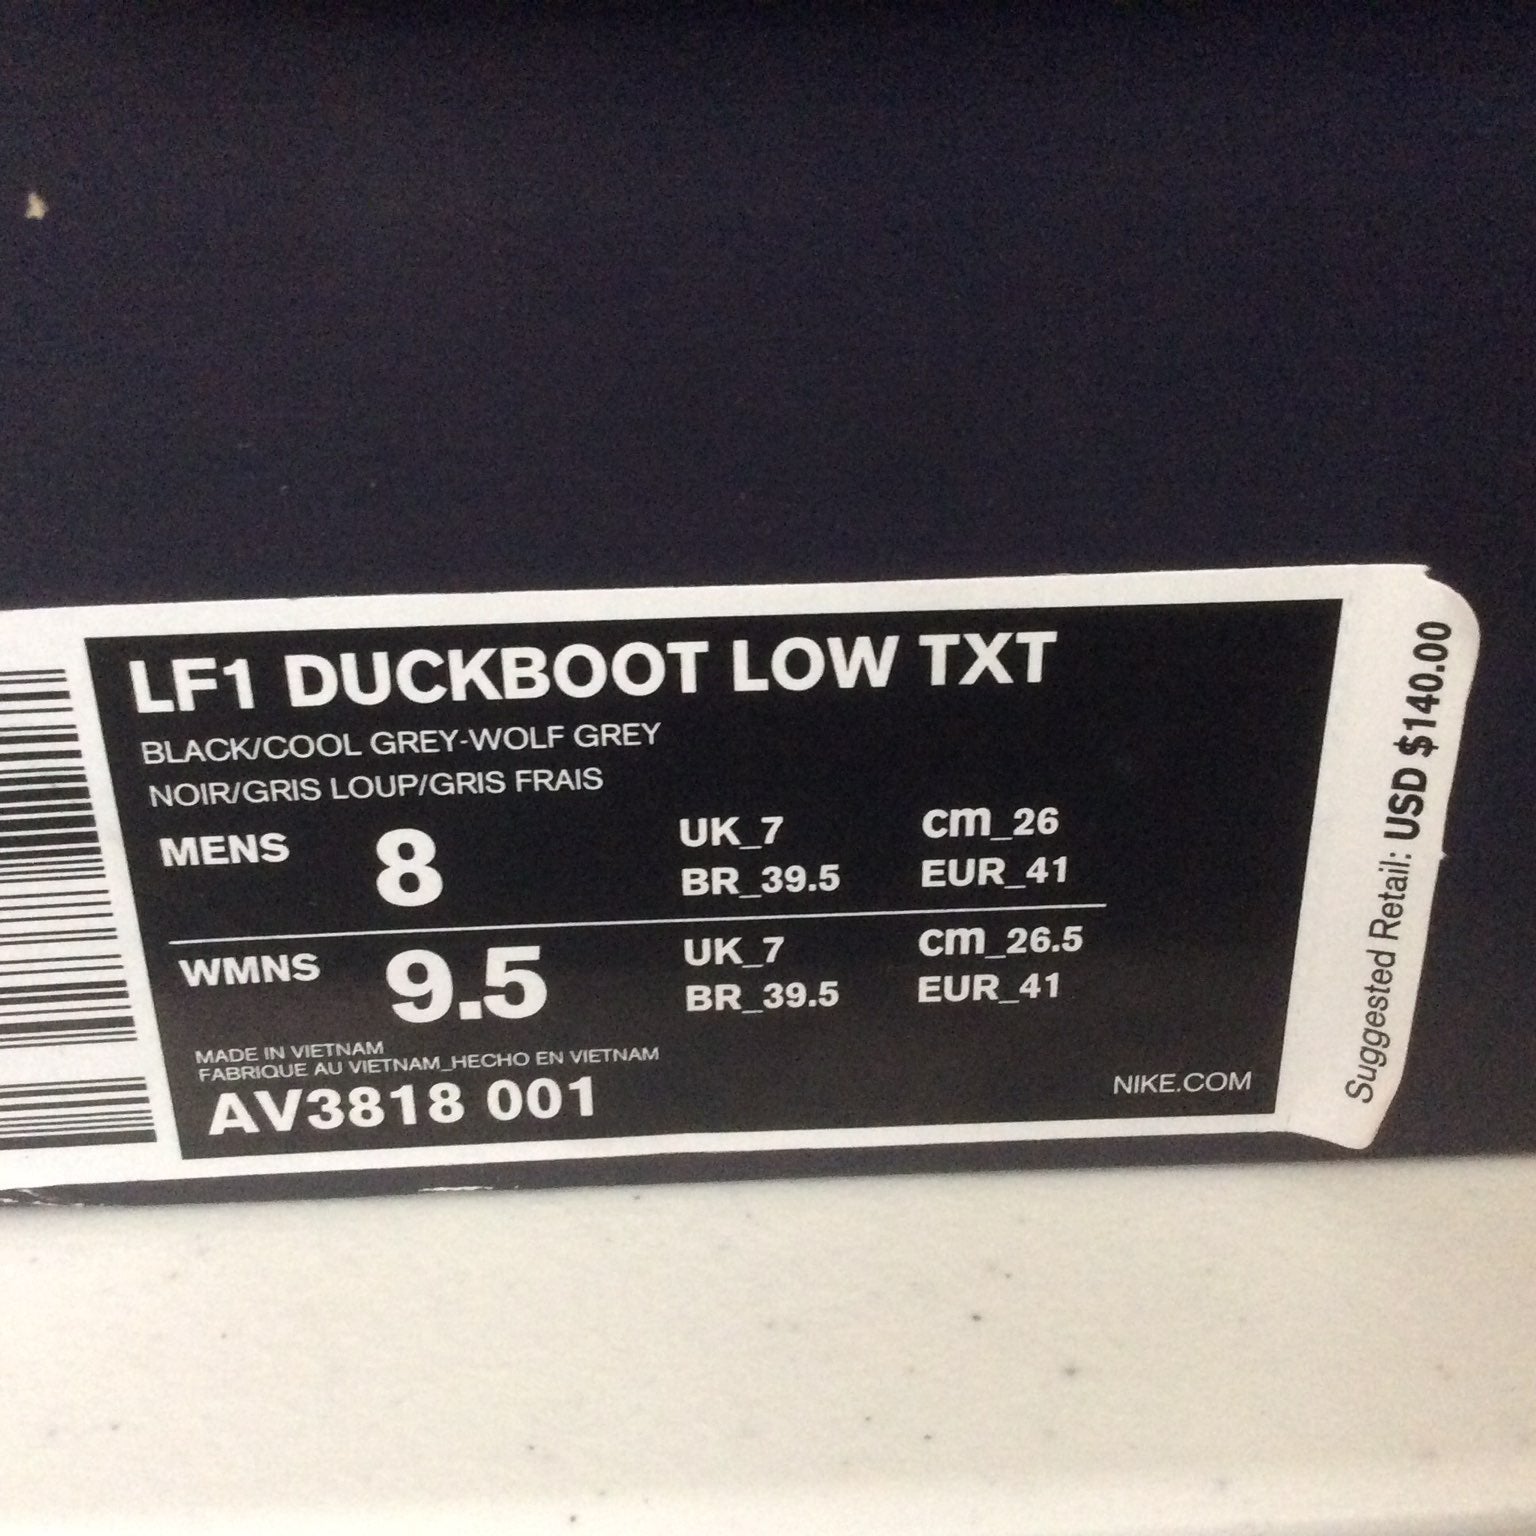 LF1 DUCKBOOT LOW TXT
BLACK/COOL GREY-WOLF GREY
NOIR/GRIS LOUP/GRIS FRAIS
MENS 8 UK_7 cm_26
BR_39.5 EUR_41
WMNS 9.5 UK_7 cm_26.5
BR_39.5 EUR_41
MADE IN VIETNAM
FABRIQUE AU VIETNAM_HECHO EN VIETNAM
AV3818 001
NIKE.COM
Suggested Retail: USD $140.00